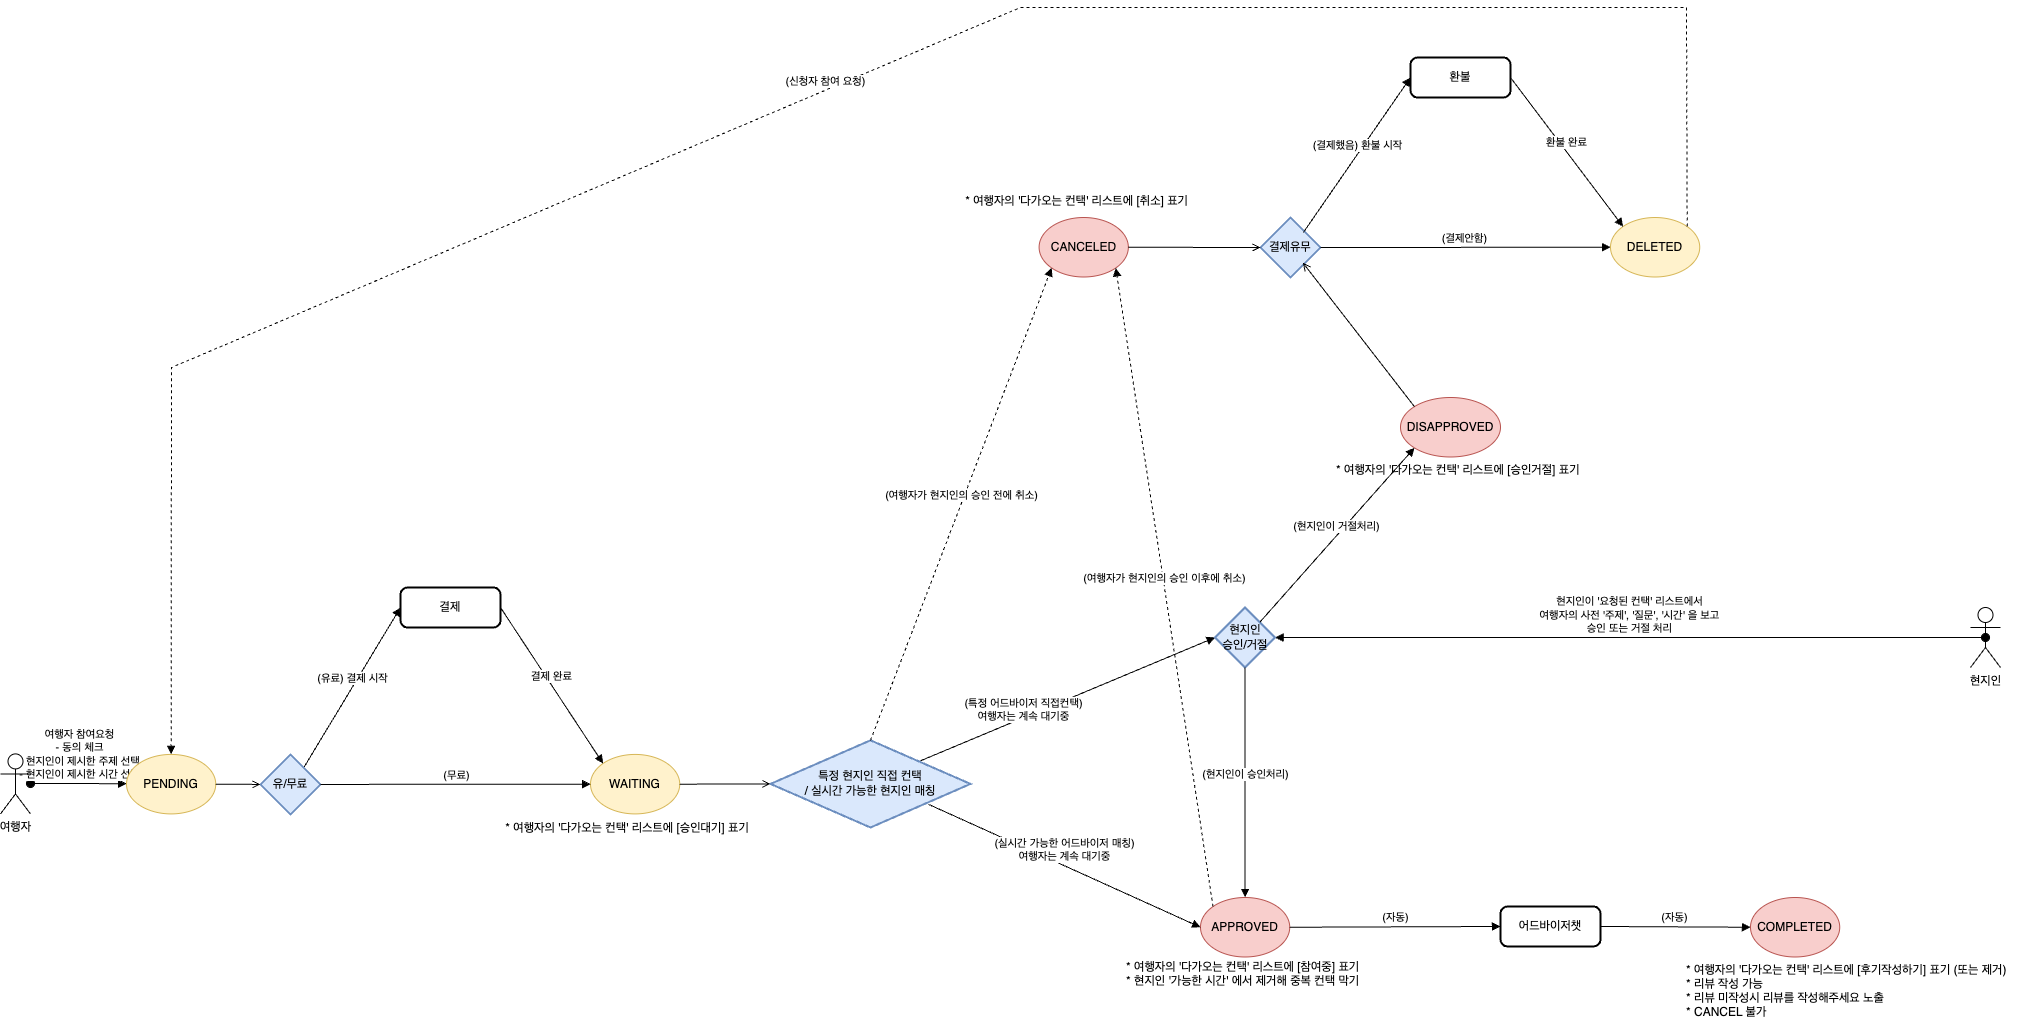 (신청자 참여 요청)
환불
(결제했음) 환불 시작
환불 완료
* 여행자의 '다가오는 컨택' 리스트에 [취소] 표기
CANCELED
결제유무
(결제안함)
DELETED
DISAPPROVED
* 여행자의 '다가오는 컨택' 리스트에 [승인거절] 표기
(여행자가 현지인의 승인 전에 취소)
(현지인이 거절처리)
(여행자가 현지인의 승인 이후에 취소)
결제
(유료) 결제 시작
결제 완료
현지인
승인/거절
현지인이 '요청된 컨택' 리스트에서
여행자의 사전 '주제', '질문', '시간' 을 보고
승인 또는 거절 처리
현지인
(특정 어드바이저 직접컨택)
여행자는 계속 대기중
여행자 참여요청
- 동의 체크
현지인이 제시한 주제 선택
- 현지인이 제시한 시간
여행자
PENDING
유/무료
(무료)
WAITING
* 여행자의 '다가오는 컨택' 리스트에 [승인대기] 표기
특정 현지인 직접 컨택
/ 실시간 가능한 현지인 매칭
(현지인이 승인처리)
(실시간 가능한 어드바이저 매칭)
여행자는 계속 대기중
APPROVED
(자동)
어드바이저챗
(자동)
COMPLETED
* 여행자의 '다가오는 컨택' 리스트에 [참여중] 표기
* 현지인 '가능한 시간' 에서 제거해 중복 컨택 막기
* 여행자의 '다가오는 컨택' 리스트에 [후기작성하기] 표기 (또는 제거)
* 리뷰 작성 가능
* 리뷰 미작성시 리뷰를 작성해주세요 노출
* CANCEL 불가